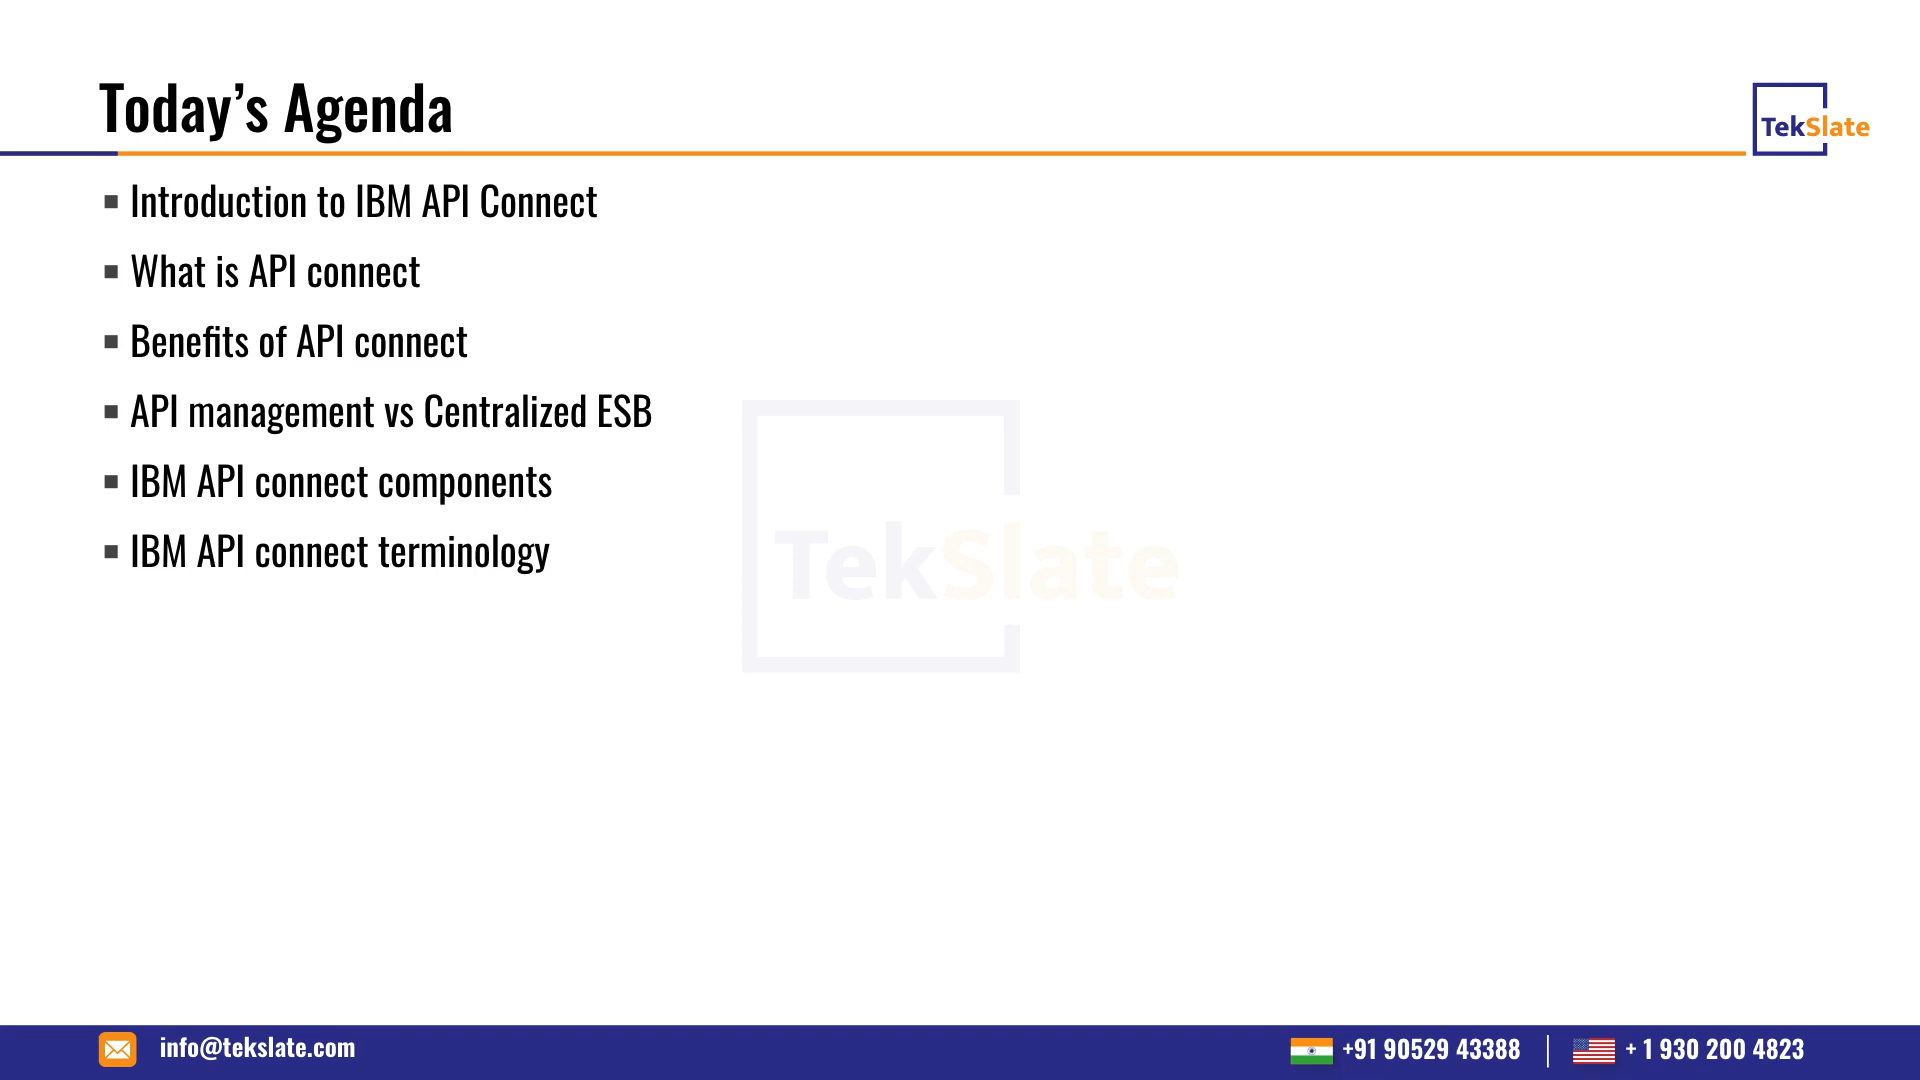 Today’s Agenda
TekSlate
▪ Introduction to IBM API Connect
▪ What is API connect
▪ Benefits of API connect
▪ API management vs Centralized ESB
▪ IBM API connect components
▪ IBM API connect terminology
TekSlate
info@tekslate.com
+91 90529 43388
+ 1 930 200 4823